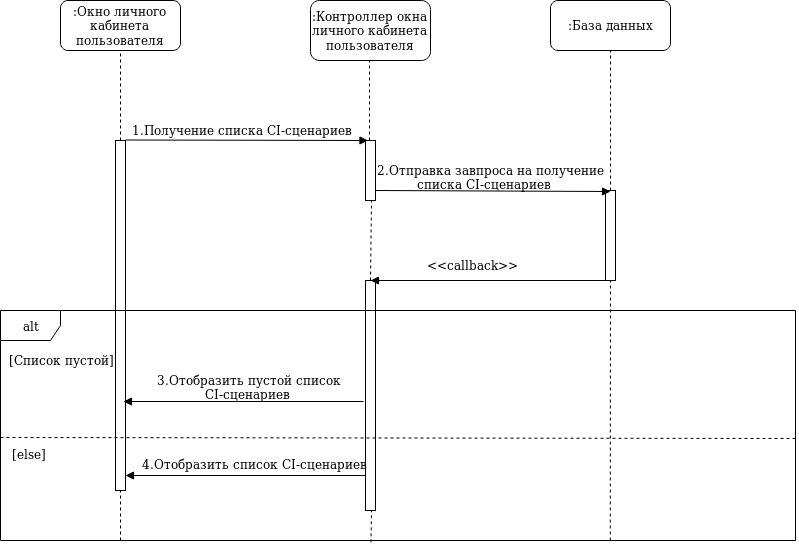 :Окно личного
кабинета
пользователя
:Контроллер окна
личного кабинета
пользователя
:База данных
1.Получение списка CI-сценариев
2.Отправка завпроса на получение
списка CI-сценариев
<<callback>>
alt
[Список пустой]
3.Отобразить пустой список
CI-сценариев
[else]
4.Отобразить список CI-сценариев